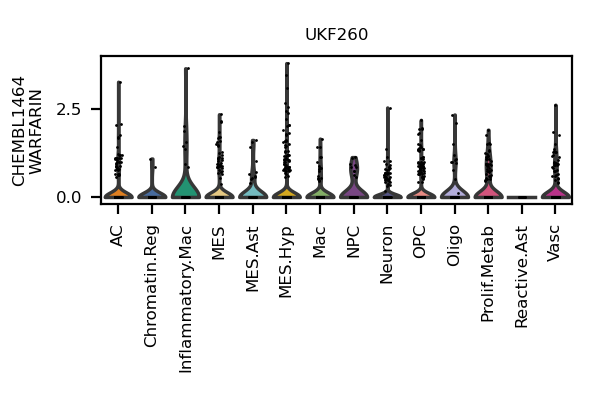 UKF260
CHEMBL1464
WARFARIN
2.5
0.0
AC
Chromatin.Reg
Inflammatory.Mac
MES
MES.Ast
MES.Hyp
Mac
NPC
Neuron
OPC
Oligo
Prolif.Metab
Reactive.Ast
Vasc